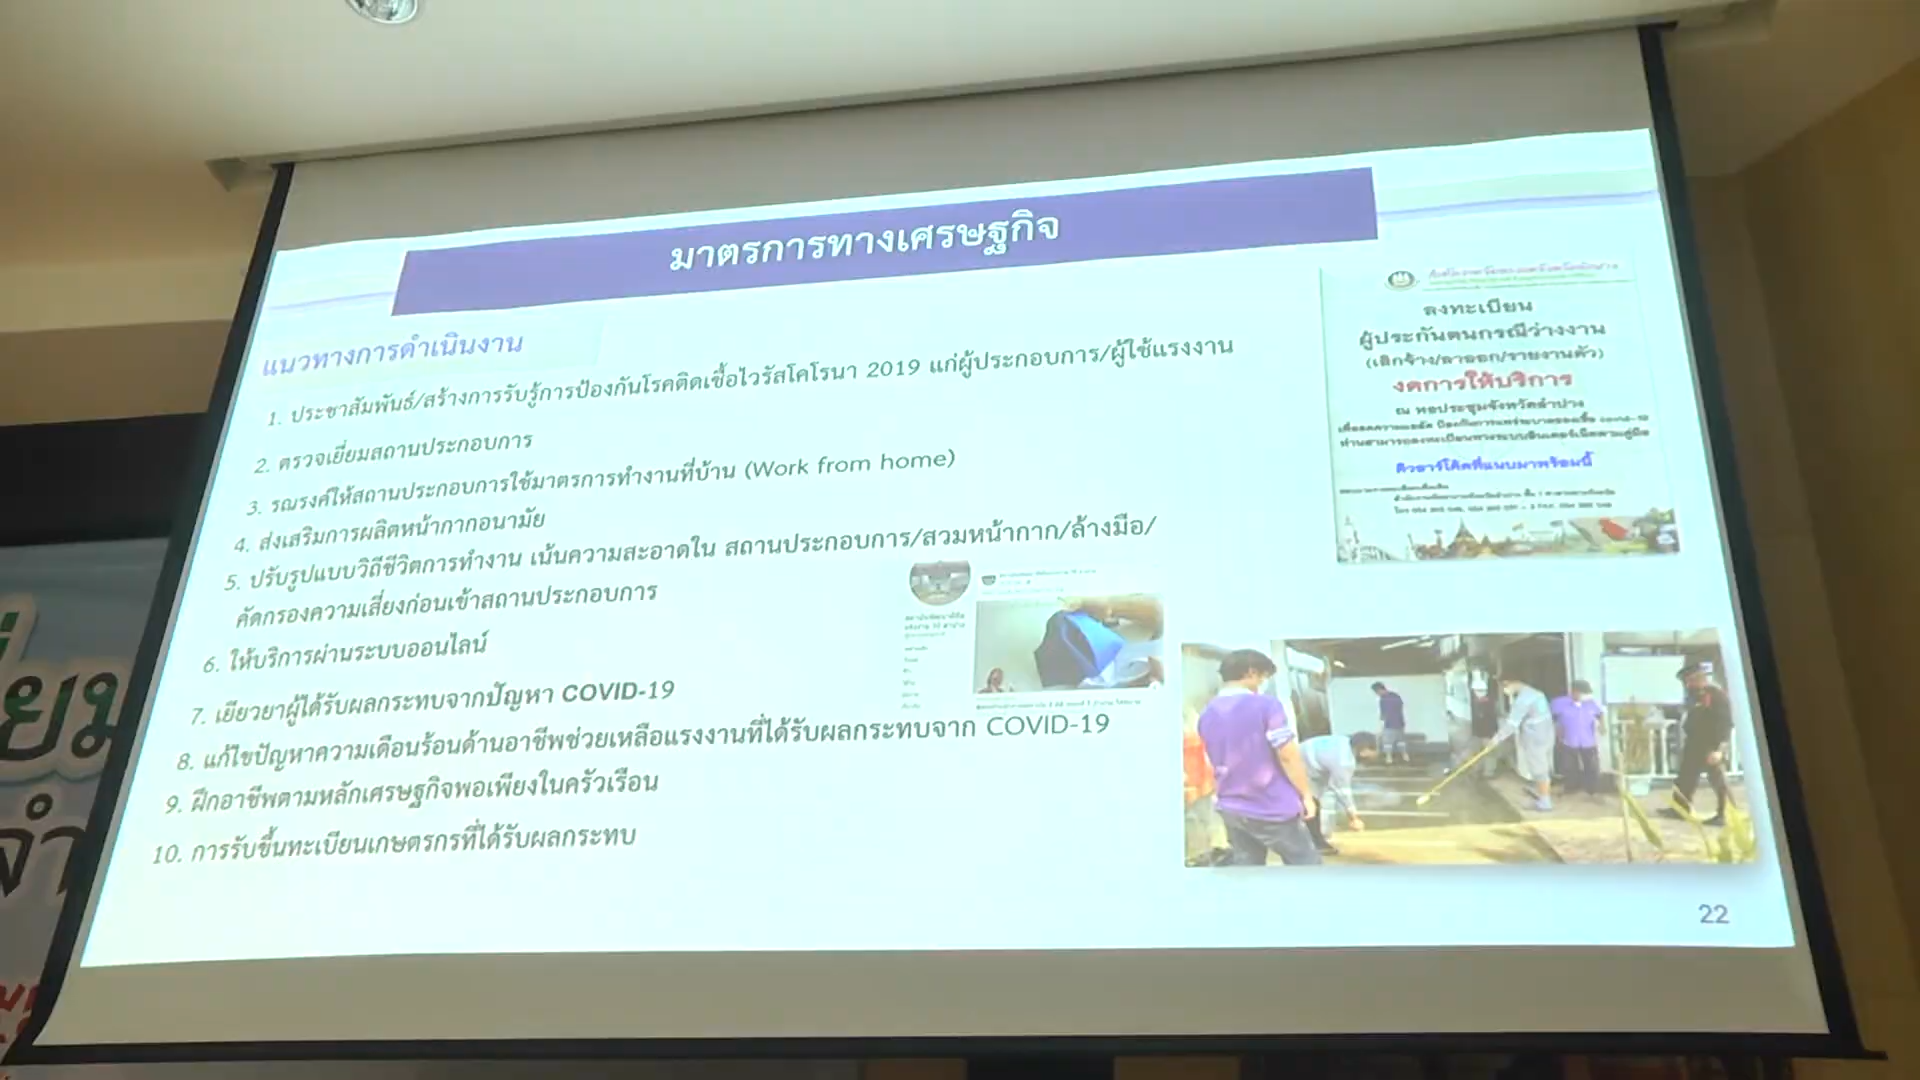 มาตรการทางเศรษฐกิจ
แนวทางการดำเนินงาน
1. ประชาสัมพันธ์/สร้างการรับรู้การป้องกันโรคติดเชื้อไวรัสโคโรนา 2019 แก่ผู้ประกอบการ/ผู้ใช้แรงงาน
2. ตรวจเยี่ยมสถานประกอบการ
3. รณรงค์ให้สถานประกอบการใช้มาตรการทำงานที่บ้าน (Work from home)
4. ส่งเสริมการผลิตหน้ากากอนามัย
5. ปรับรูปแบบวิถีชีวิตการทำงาน เน้นความสะอาดใน สถานประกอบการ/สวมหน้ากาก/ล้างมือ/
คัดกรองความเสี่ยงก่อนเข้าสถานประกอบการ
6. ให้บริการผ่านระบบออนไลน์
7. เยียวยาผู้ได้รับผลกระทบจากปัญหา COVID-19
8. แก้ไขปัญหาความเดือนร้อนด้านอาชีพช่วยเหลือแรงงานที่ได้รับผลกระทบจาก COVID-19
9. ฝึกอาชีพตามหลักเศรษฐกิจพอเพียงในครัวเรือน
10. การรับขึ้นทะเบียนเกษตรกรที่ได้รับผลกระทบ
ลงทะเบียน
ผู้ประกันตนกรณีว่างงาน
(เลิกจ้าง/ลาออก/รายงานตัว)
งดการให้บริการ
ณ หอประชุมจังหวัดลำปาง
คิวอาร์โค้ดที่แนบมาพร้อมนี้
22